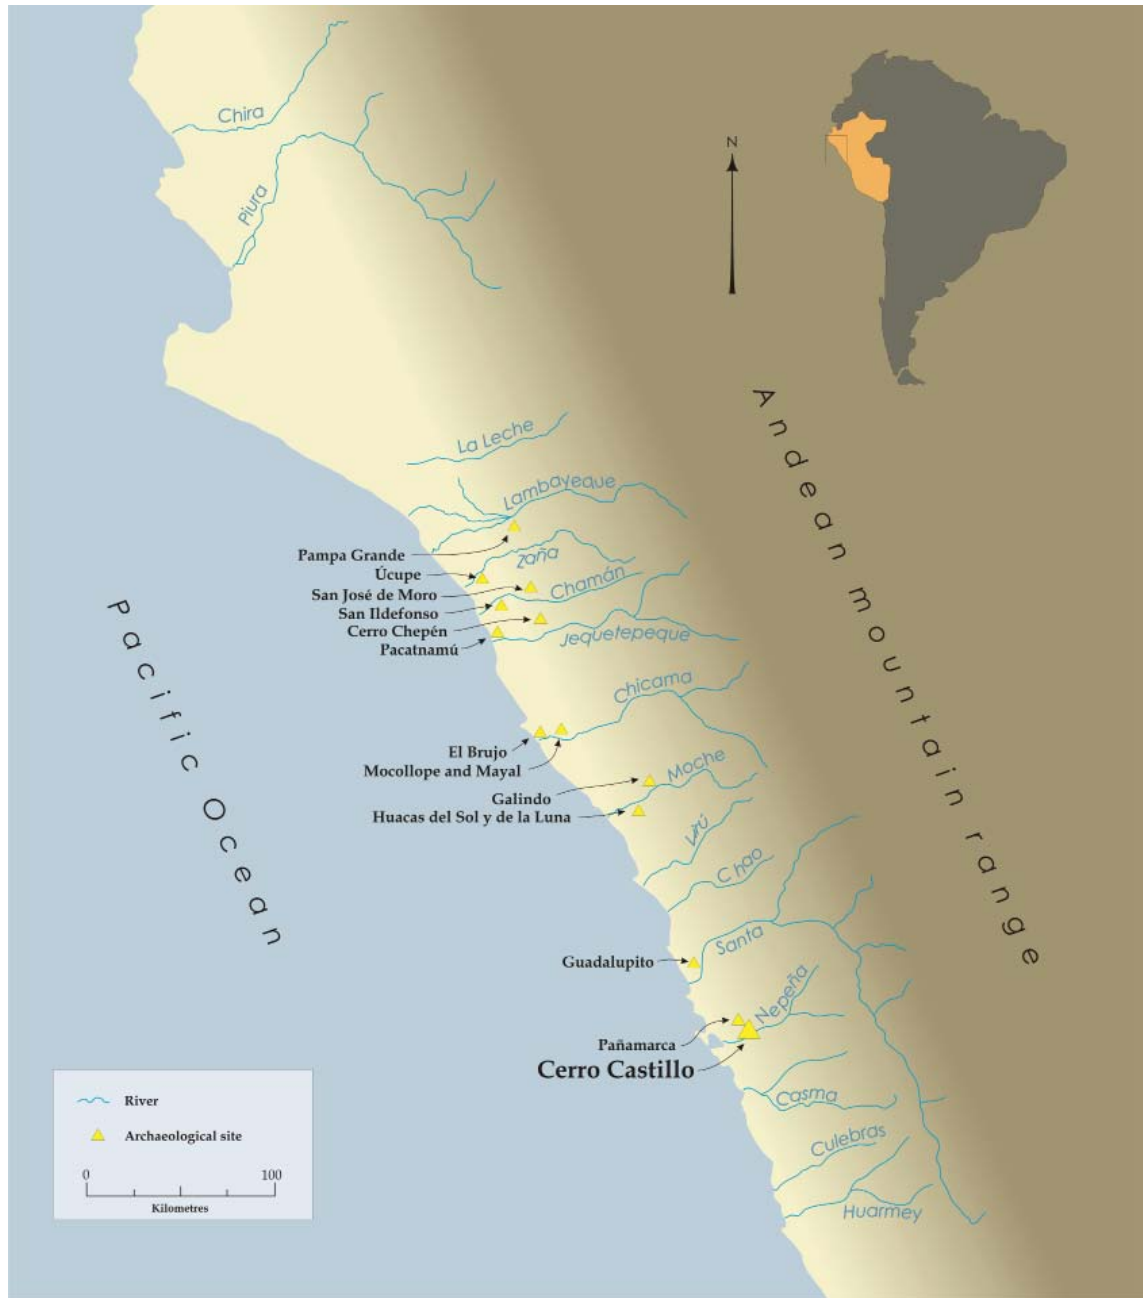 Chira
Piura
N
Andean mountain range
La Leche
Lambayeque
Pampa Grande
Zaña
Úcupe
San José de Moro
Chamán
San Ildefonso
Cerro Chepén
Jequetepeque
Pacatnamú
Pacific Ocean
Chicama
El Brujo
Mocollope and Mayal
Moche
Galindo
Huacas del Sol y de la Luna
Virú
Chao
Santa
Guadalupito
Nepeña
Pañamarca
Cerro Castillo
Casma
Culebras
Huarmey
River
Archaeological site
0 100
Kilometres